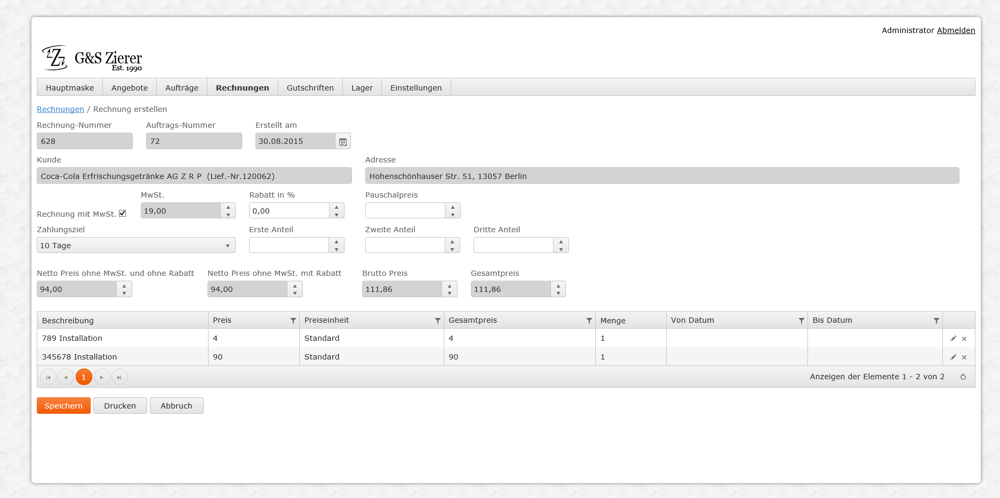 Administrator Abmelden
G&S Zierer
Est. 1990
Hauptmaske Angebote Aufträge Rechnungen Gutschriften Lager Einstellungen
Rechnungen / Rechnung erstellen
Rechnung-Nummer Auftrags-Nummer Erstellt am
628 72 30.08.2015
Kunde Adresse
Coca-Cola Erfrischungsgetränke AG Z R P (Lief.-Nr.120062) Hohenschönhauser Str. 51, 13057 Berlin
MwSt. Rabatt in % Pauschalpreis
Rechnung mit MwSt. 19,00 0,00
Zahlungsziel Erste Anteil Zweite Anteil Dritte Anteil
10 Tage
Netto Preis ohne MwSt. und ohne Rabatt Netto Preis ohne MwSt. mit Rabatt Brutto Preis Gesamtpreis
94,00 94,00 111,86 111,86
Beschreibung Preis Preiseinheit Gesamtpreis Menge Von Datum Bis Datum
789 Installation 4 Standard 4 1
345678 Installation 90 Standard 90 1
1 Anzeigen der Elemente 1 - 2 von 2
Speichern Drucken Abbruch